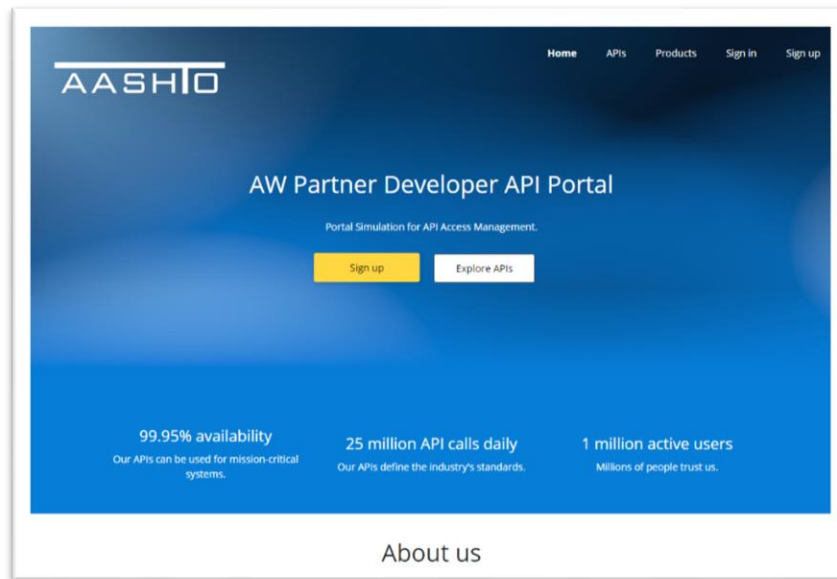 AASHTO
Home APIs Products Sign in Sign up
AW Partner Developer API Portal
Portal Simulation for API Access Management.
Sign up Explore APIs
99.95% availability
Our APIs can be used for mission-critical
systems.
25 million API calls daily
Our APIs define the industry's standards.
1 million active users
Millions of people trust us.
About us